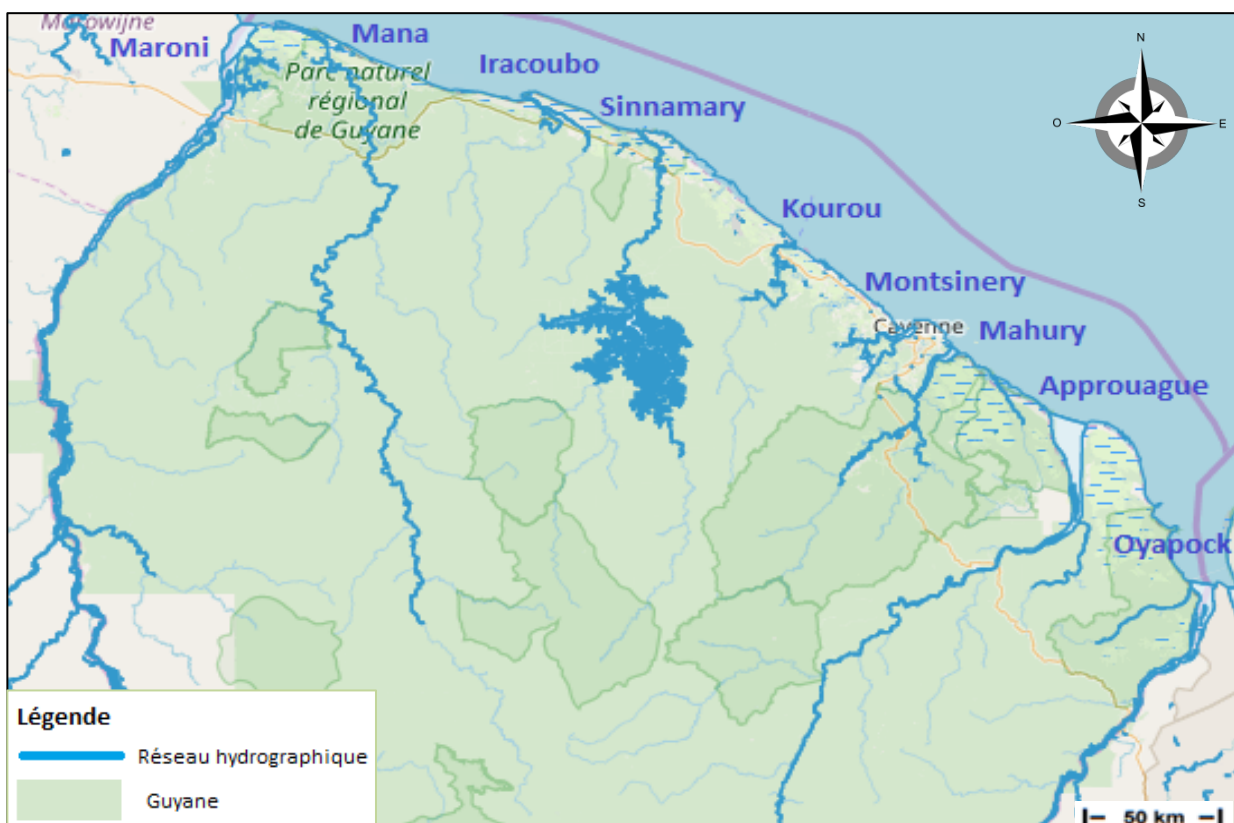 Marowijne
Maroni
Mana
Parc naturel
régional
de Guyane
Iracoubo
Sinnamary
Kourou
Montsinery
Cayenne
Mahury
Approuague
Oyapock
N
O
E
S
Légende
Réseau hydrographique
Guyane
50 km